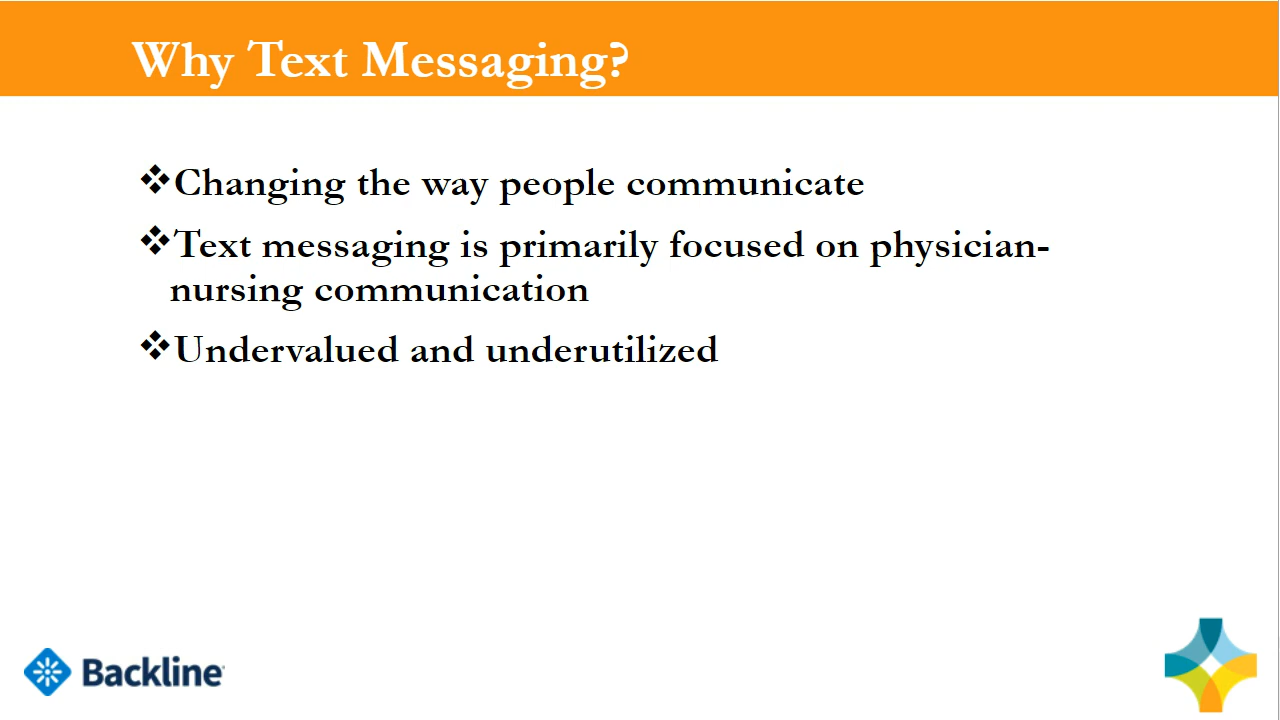 Why Text Messaging?
❖Changing the way people communicate
❖Text messaging is primarily focused on physician-
nursing communication
❖Undervalued and underutilized
Backline